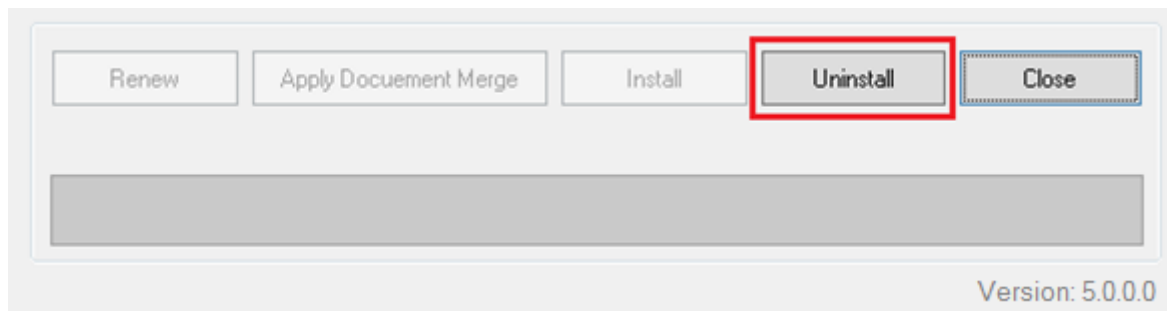 Renew Apply Docuement Merge Install Uninstall Close
Version: 5.0.0.0